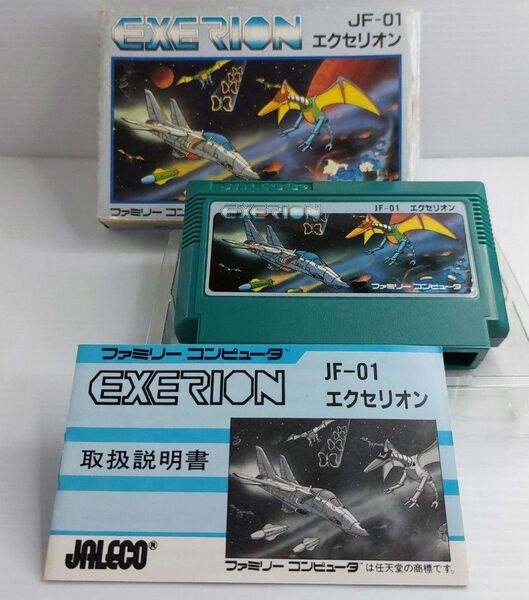 EXERION
JF-01
エクセリオン
ファミリー コンピ
EXERION
JF-01 エクセリオン
ファミリー コンピュータ
ファミリー コンピュータ™
EXERION
JF-01
エクセリオン
取扱説明書
JALECO®
ファミリー コンピュータは任天堂の商標です。